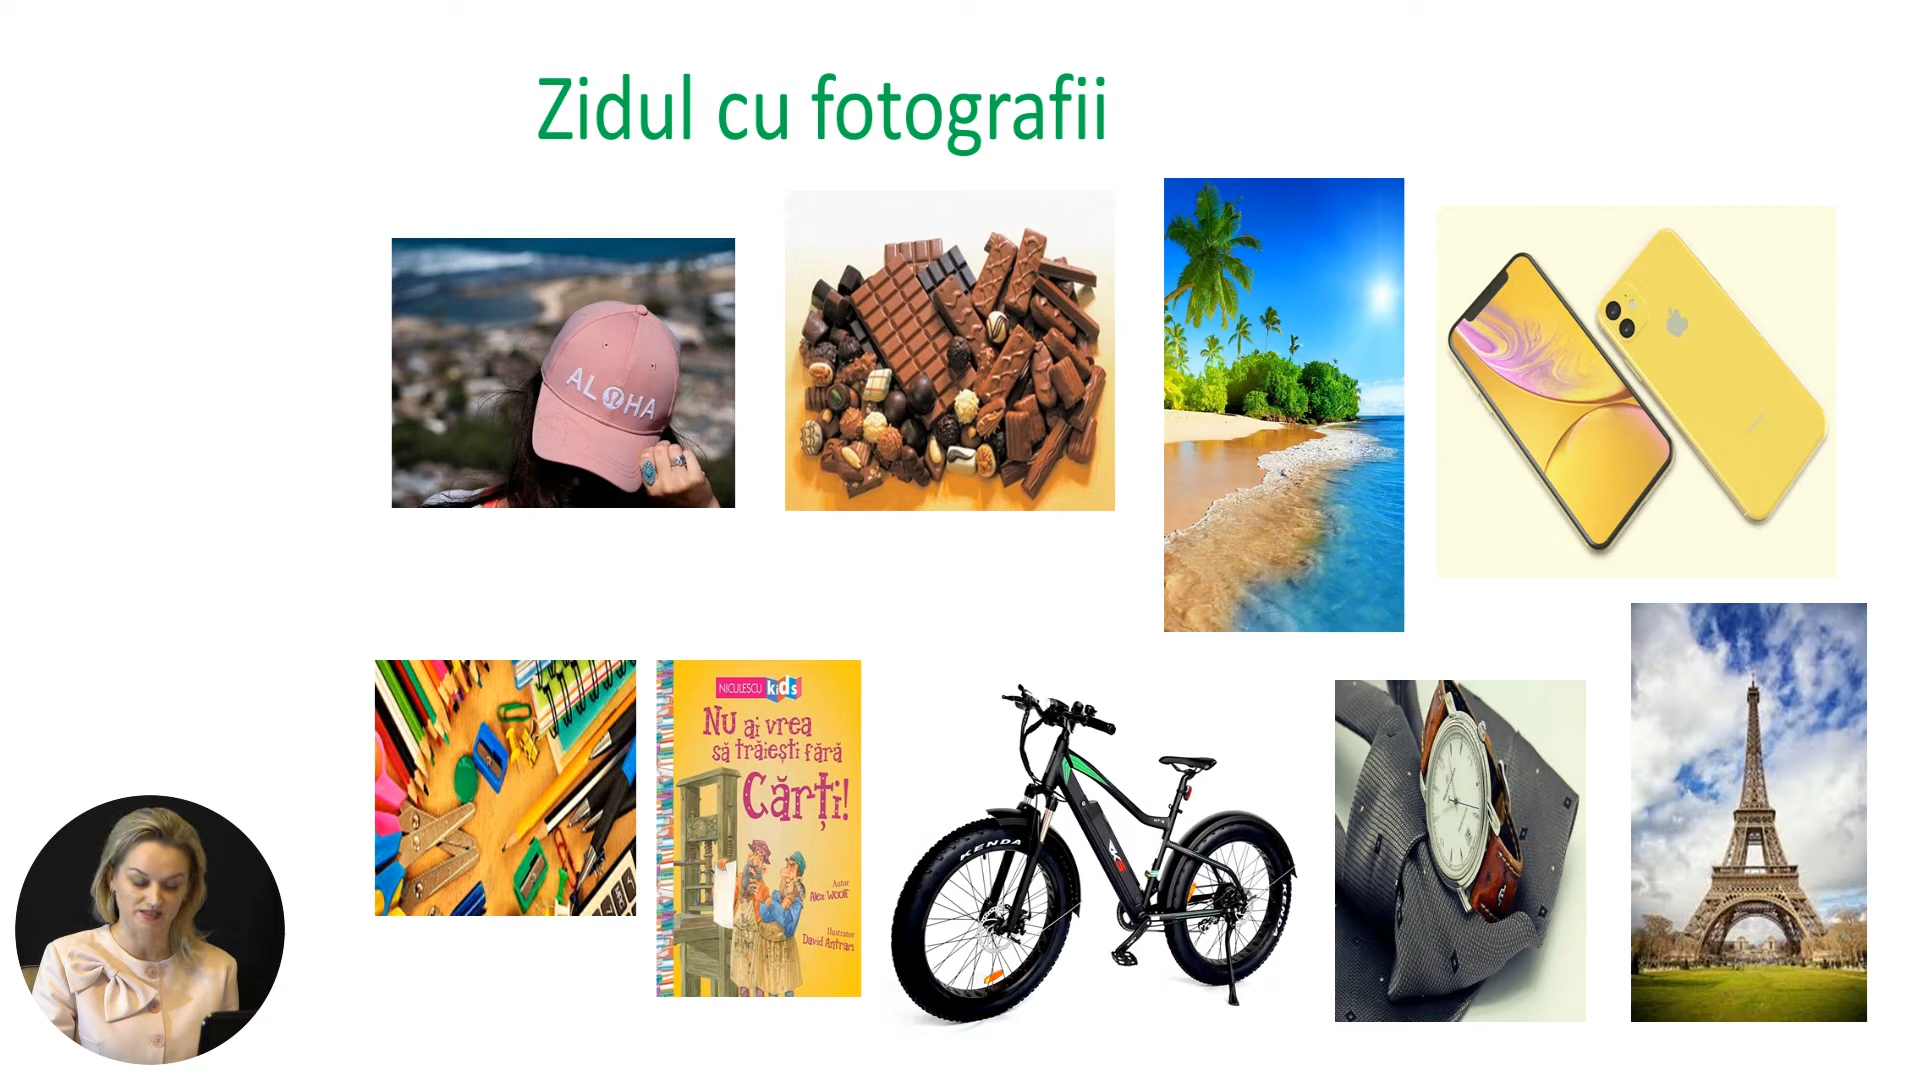 Zidul cu fotografii
ALOHA
NICULESCU kids
Nu ai vrea
să trăiești fără
Cărți!
Autor
Alex Woolf
Ilustrator
David Antram
KENDA
KENDA